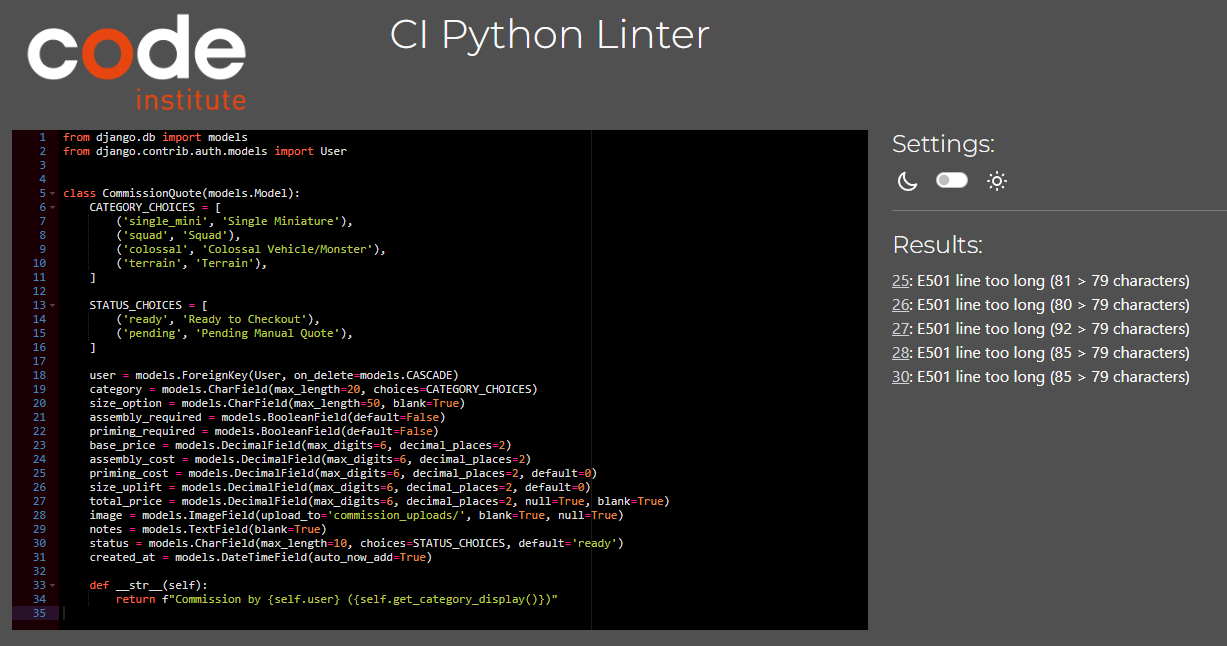 code
institute
CI Python Linter
1 from django.db import models
2 from django.contrib.auth.models import User
3
4
5 class CommissionQuote(models.Model):
6     CATEGORY_CHOICES = [
7         ('single_mini', 'Single Miniature'),
8         ('squad', 'Squad'),
9         ('colossal', 'Colossal Vehicle/Monster'),
10         ('terrain', 'Terrain'),
11     ]
12
13     STATUS_CHOICES = [
14         ('ready', 'Ready to Checkout'),
15         ('pending', 'Pending Manual Quote'),
16     ]
17
18     user = models.ForeignKey(User, on_delete=models.CASCADE)
19     category = models.CharField(max_length=20, choices=CATEGORY_CHOICES)
20     size_option = models.CharField(max_length=50, blank=True)
21     assembly_required = models.BooleanField(default=False)
22     priming_required = models.BooleanField(default=False)
23     base_price = models.DecimalField(max_digits=6, decimal_places=2)
24     assembly_cost = models.DecimalField(max_digits=6, decimal_places=2)
25     priming_cost = models.DecimalField(max_digits=6, decimal_places=2, default=0)
26     size_uplift = models.DecimalField(max_digits=6, decimal_places=2, default=0)
27     total_price = models.DecimalField(max_digits=6, decimal_places=2, null=True, blank=True)
28     image = models.ImageField(upload_to='commission_uploads/', blank=True, null=True)
29     notes = models.TextField(blank=True)
30     status = models.CharField(max_length=10, choices=STATUS_CHOICES, default='ready')
31     created_at = models.DateTimeField(auto_now_add=True)
32
33     def __str__(self):
34         return f"Commission by {self.user} ({self.get_category_display()})"
35
Settings:
Results:
25: E501 line too long (81 > 79 characters)
26: E501 line too long (80 > 79 characters)
27: E501 line too long (92 > 79 characters)
28: E501 line too long (85 > 79 characters)
30: E501 line too long (85 > 79 characters)